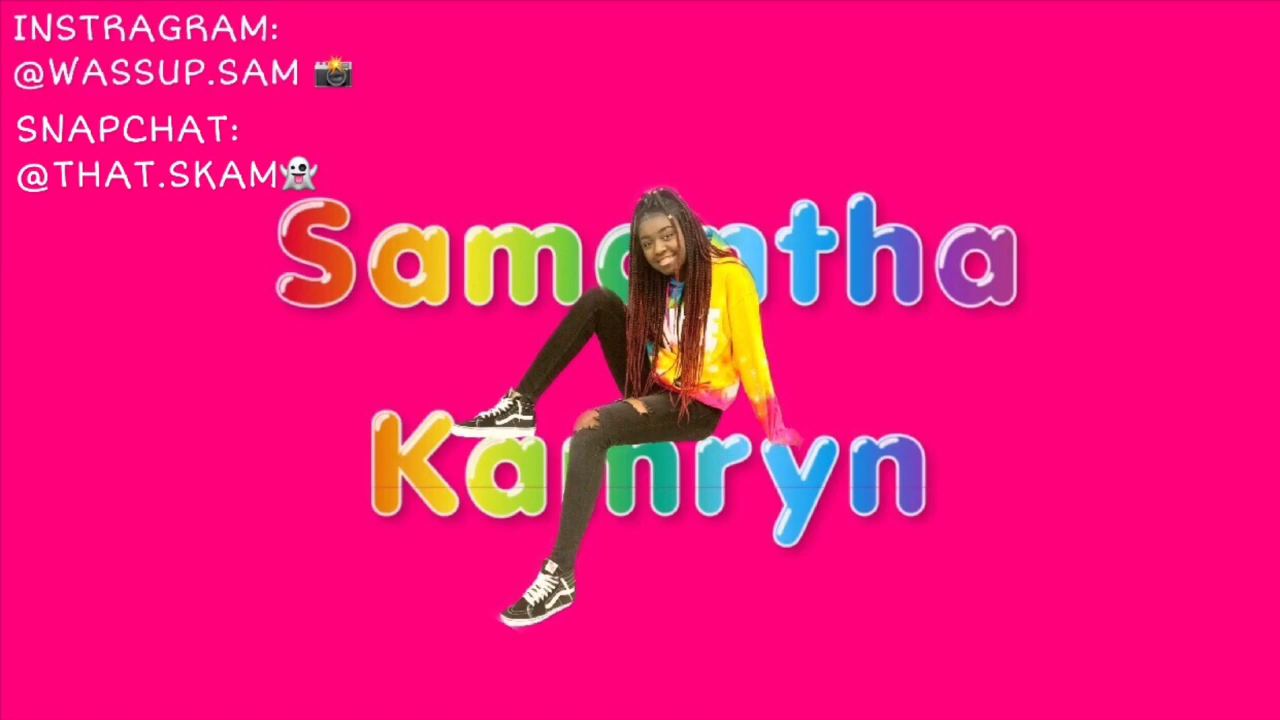 INSTRAGRAM:
@WASSUP.SAM 📸
SNAPCHAT:
@THAT.SKAM👻
Samantha
Kamryn